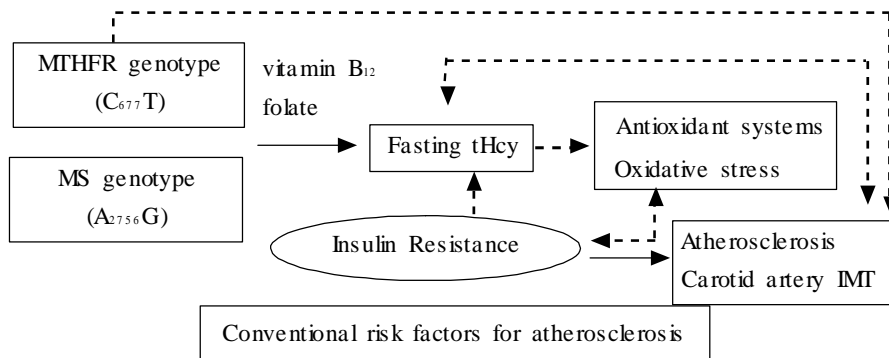 MTHFR genotype
(C677T)
vitamin B12
folate
MS genotype
(A2756G)
Fasting tHcy
Antioxidant systems
Oxidative stress
Insulin Resistance
Atherosclerosis
Carotid artery IMT
Conventional risk factors for atherosclerosis